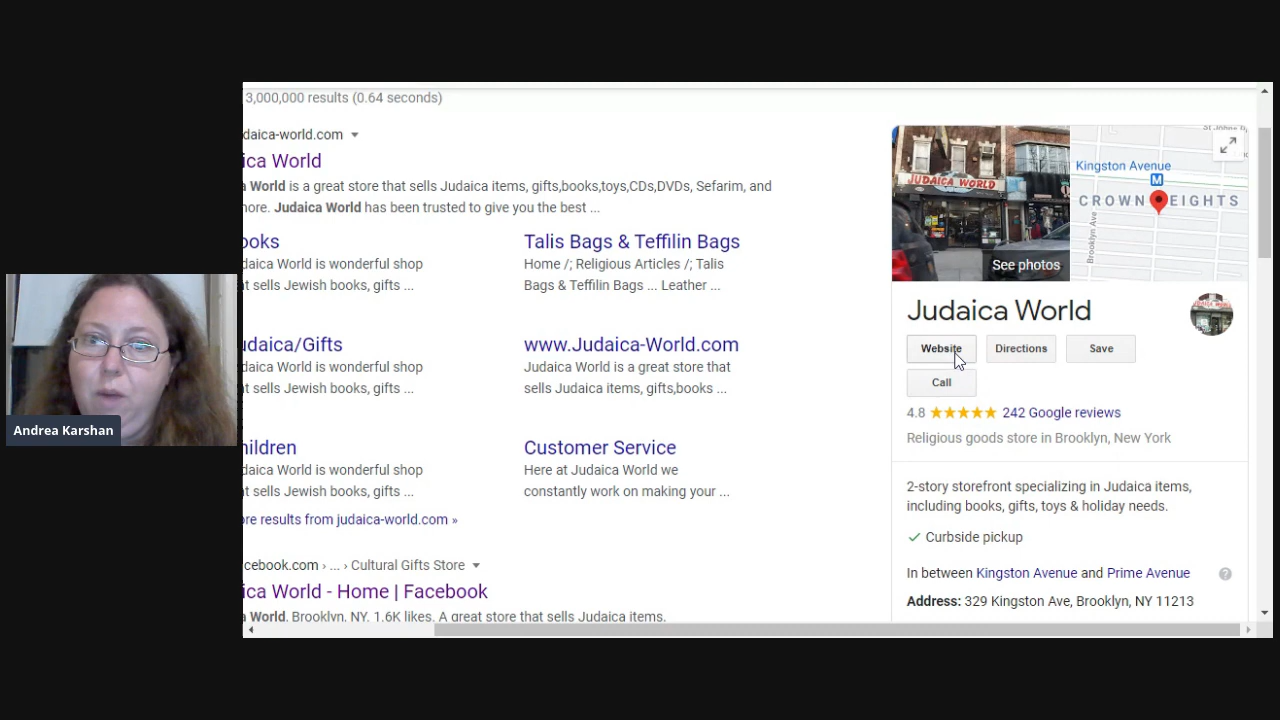 3,000,000 results (0.64 seconds)
daica-world.com
ica World
a World is a great store that sells Judaica items, gifts,books,toys,CDs,DVDs, Sefarim, and
ore. Judaica World has been trusted to give you the best ...
ooks
daica World is wonderful shop
at sells Jewish books, gifts ...
Talis Bags & Teffilin Bags
Home /; Religious Articles /; Talis
Bags & Teffilin Bags ... Leather ...
udaica/Gifts
daica World is wonderful shop
at sells Jewish books, gifts ...
www.Judaica-World.com
Judaica World is a great store that
sells Judaica items, gifts,books ...
hildren
daica World is wonderful shop
at sells Jewish books, gifts ...
Customer Service
Here at Judaica World we
constantly work on making your ...
ore results from judaica-world.com »
cebook.com › ... › Cultural Gifts Store
ica World - Home | Facebook
a World. Brooklyn. NY. 1.6K likes. A great store that sells Judaica items.
JUDAICA WORLD
See photos
Kingston Avenue
M
CROWN EIGHTS
Brooklyn Ave
Judaica World
Website
Directions
Save
Call
4.8 ★★★★★ 242 Google reviews
Religious goods store in Brooklyn, New York
2-story storefront specializing in Judaica items,
including books, gifts, toys & holiday needs.
✓ Curbside pickup
In between Kingston Avenue and Prime Avenue ?
Address: 329 Kingston Ave, Brooklyn, NY 11213
Andrea Karshan